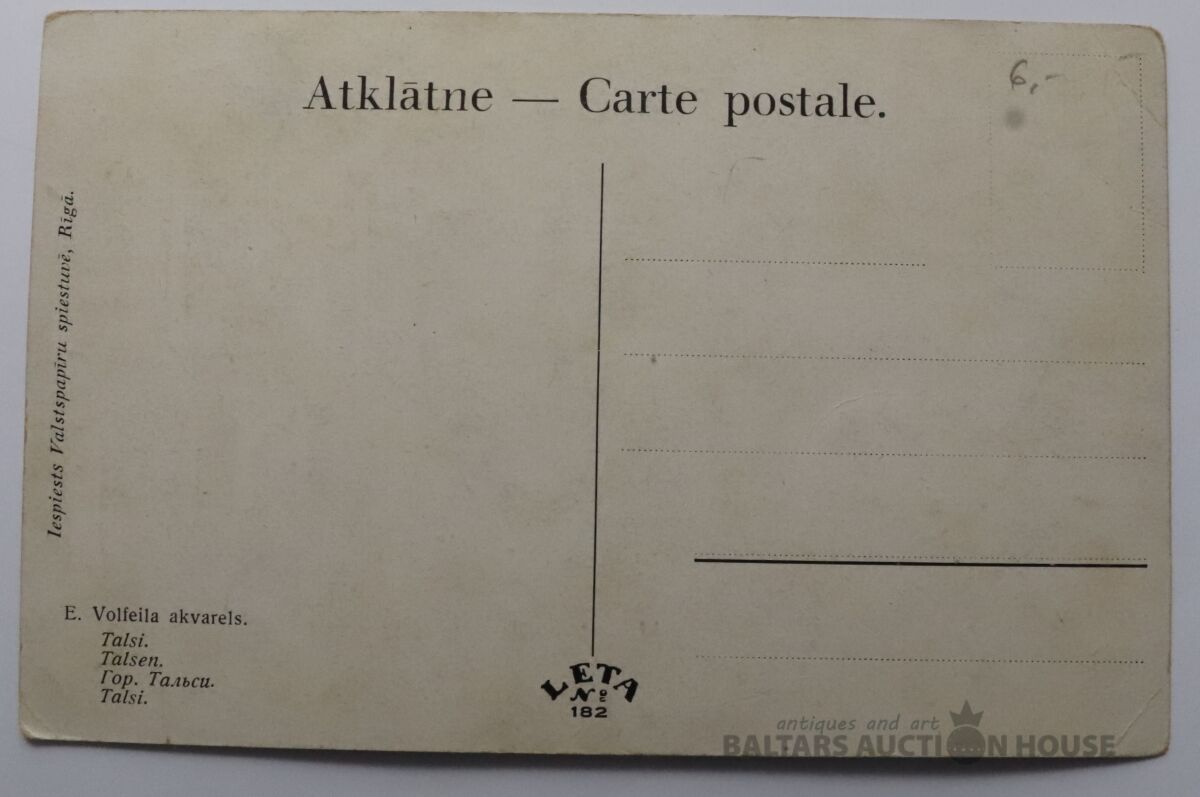 Atklātne — Carte postale.
6,-
Iespiests Valstspapīru spiestuvē, Rīgā.
E. Volfeila akvarels.
Talsi.
Talsen.
Гор. Тальси.
Talsi.
LETA
№
182
antiques and art
BALTARS AUCTION HOUSE